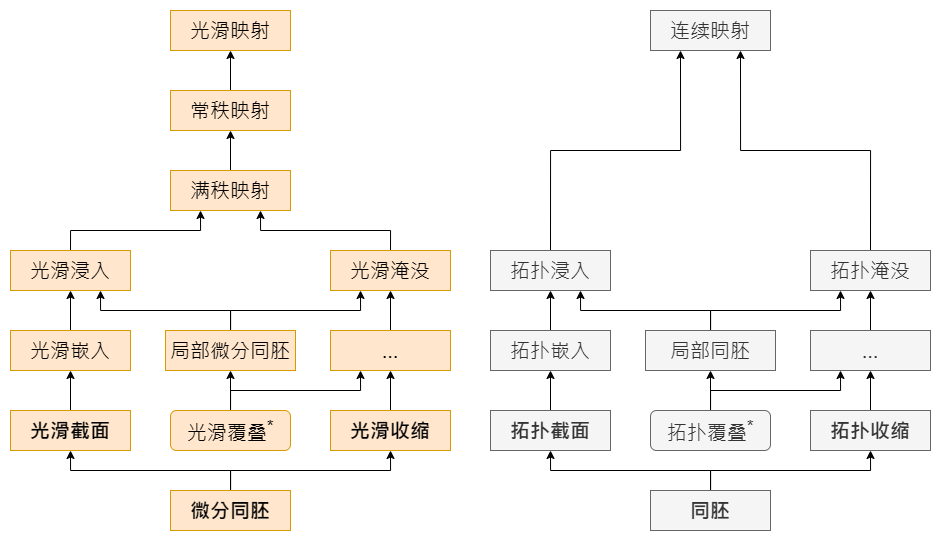 光滑映射
连续映射
常秩映射
满秩映射
光滑浸入
光滑淹没
拓扑浸入
拓扑淹没
光滑嵌入
局部微分同胚
...
拓扑嵌入
局部同胚
...
光滑截面
光滑覆叠*
光滑收缩
拓扑截面
拓扑覆叠*
拓扑收缩
微分同胚
同胚